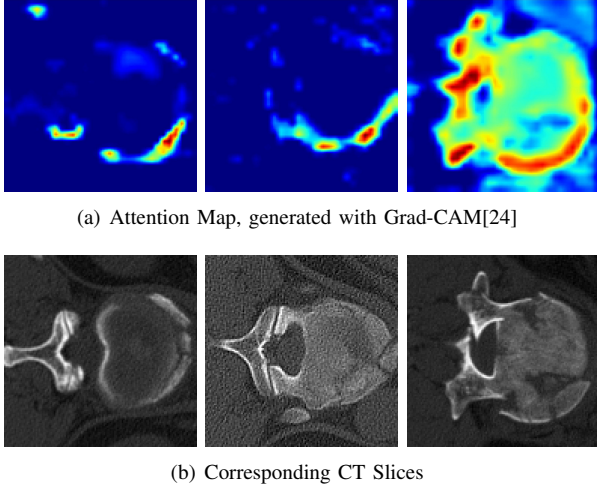 (a) Attention Map, generated with Grad-CAM[24]
(b) Corresponding CT Slices